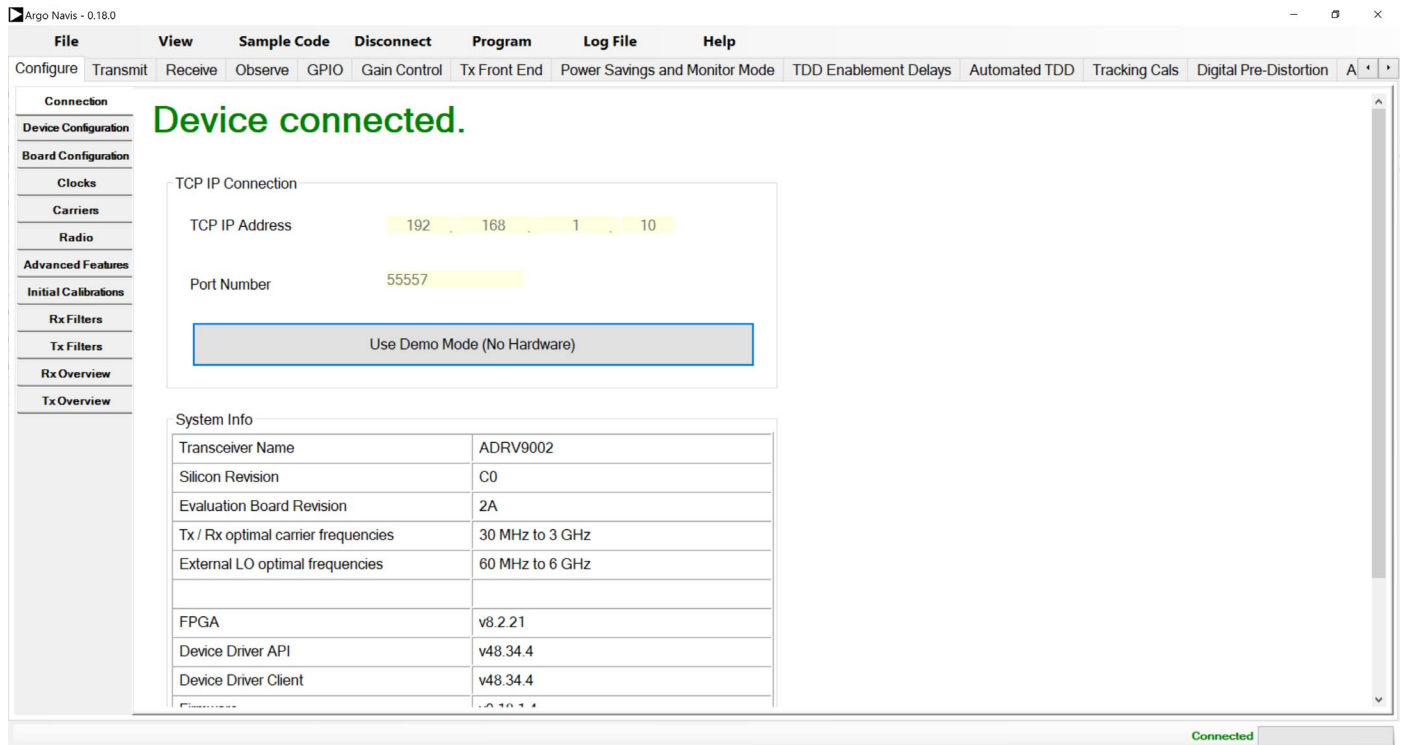 Argo Navis - 0.18.0
File View Sample Code Disconnect Program Log File Help
Configure Transmit Receive Observe GPIO Gain Control Tx Front End Power Savings and Monitor Mode TDD Enablement Delays Automated TDD Tracking Cals Digital Pre-Distortion A
Connection
Device Configuration
Board Configuration
Clocks
Carriers
Radio
Advanced Features
Initial Calibrations
Rx Filters
Tx Filters
Rx Overview
Tx Overview
Device connected.
TCP IP Connection
TCP IP Address 192 . 168 . 1 . 10
Port Number 55557
Use Demo Mode (No Hardware)
System Info
Transceiver Name ADRV9002
Silicon Revision C0
Evaluation Board Revision 2A
Tx / Rx optimal carrier frequencies 30 MHz to 3 GHz
External LO optimal frequencies 60 MHz to 6 GHz
FPGA v8.2.21
Device Driver API v48.34.4
Device Driver Client v48.34.4
Connected